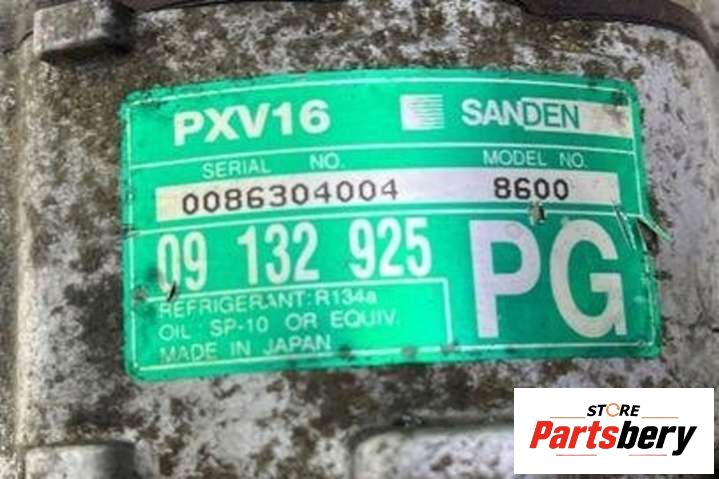 PXV16 SANDEN
SERIAL NO. MODEL NO.
0086304004 8600
09 132 925 PG
REFRIGERANT: R134a
OIL : SP-10 OR EQUIV.
MADE IN JAPAN
STORE
Partsbery